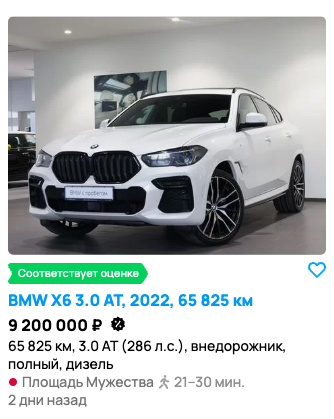 BMW с пробегом
Соответствует оценке
BMW X6 3.0 AT, 2022, 65 825 км
9 200 000 ₽
65 825 км, 3.0 AT (286 л.с.), внедорожник,
полный, дизель
Площадь Мужества 21–30 мин.
2 дни назад